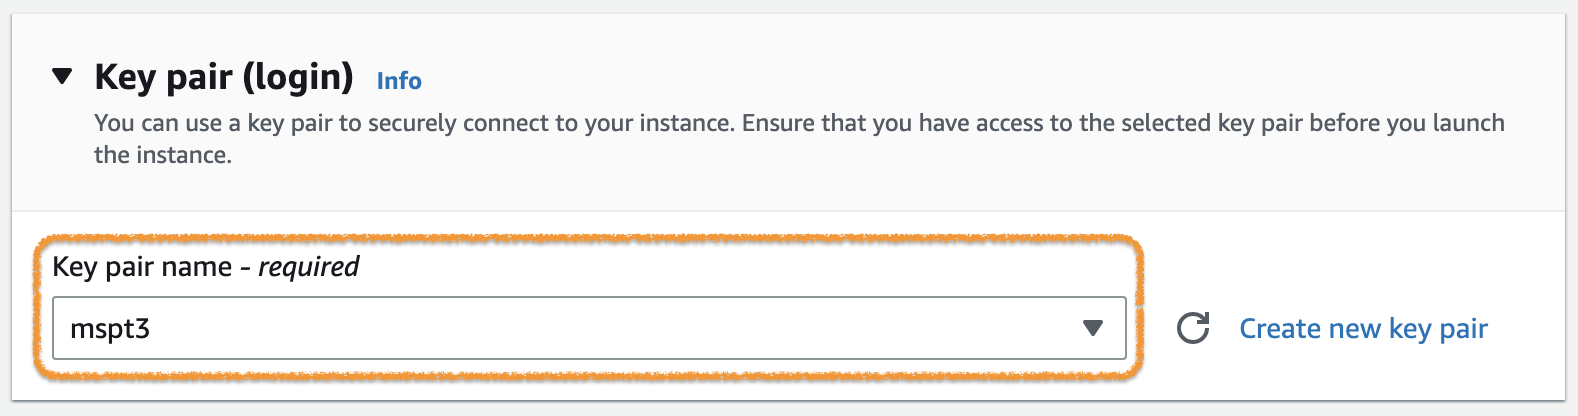 Key pair (login) Info
You can use a key pair to securely connect to your instance. Ensure that you have access to the selected key pair before you launch
the instance.
Key pair name - required
mspt3
Create new key pair